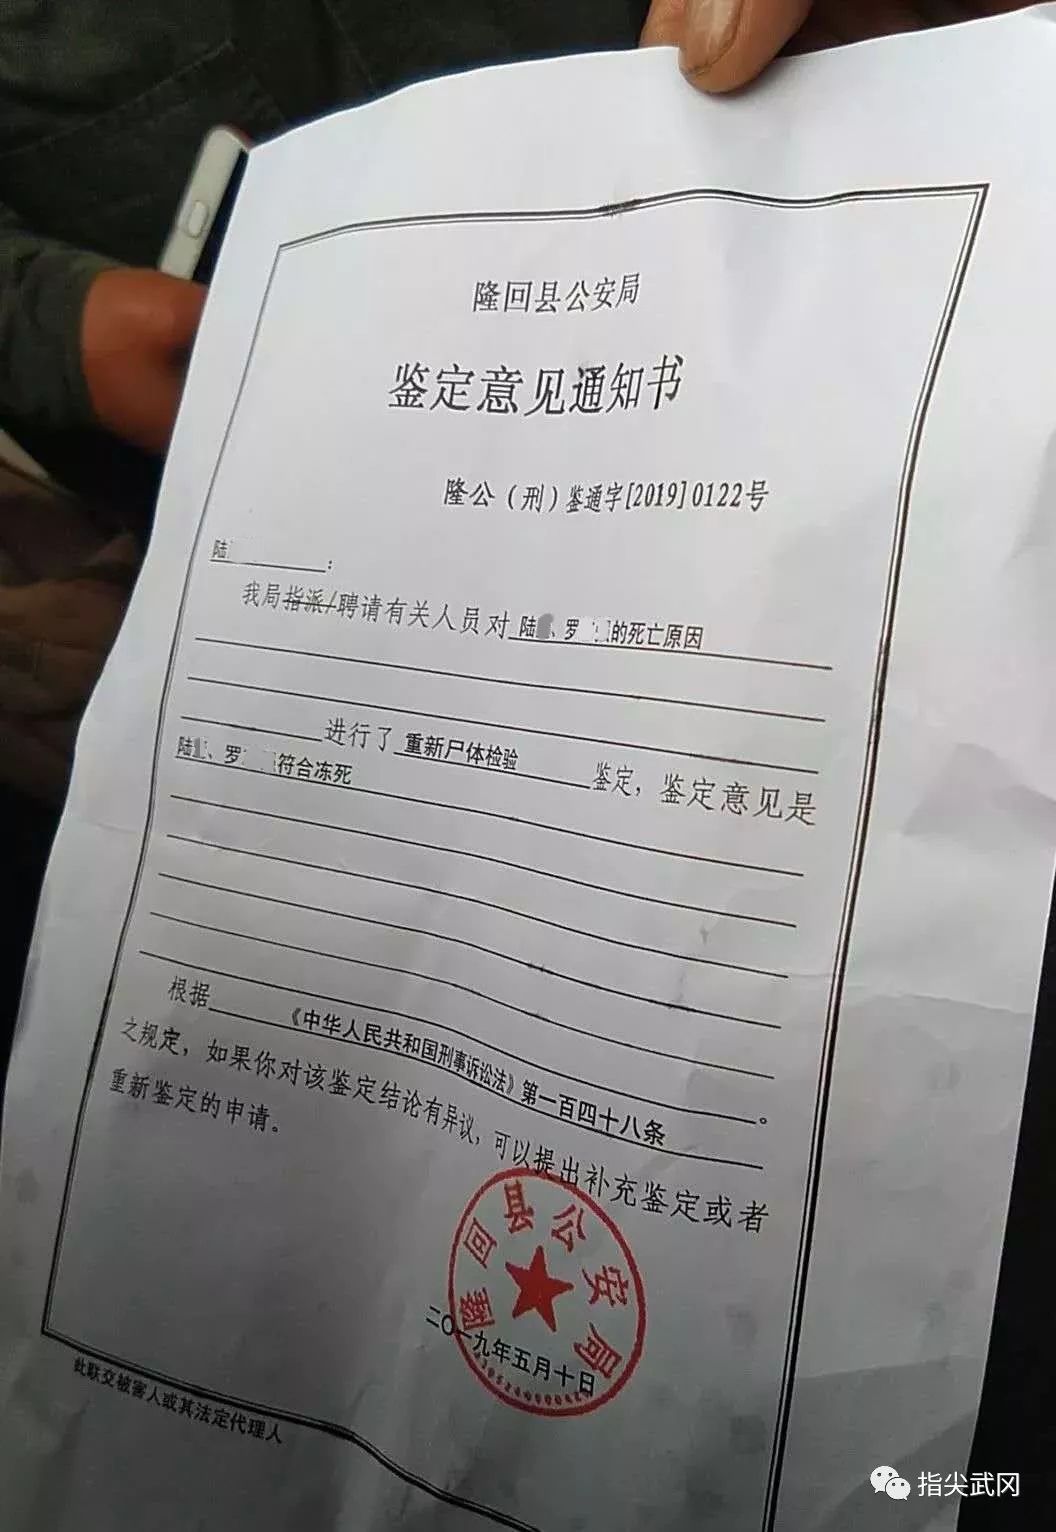 隆回县公安局
鉴定意见通知书
隆公（刑）鉴通字[2019]0122号
陆 ：
我局指派/聘请有关人员对 陆 、罗 的死亡原因
进行了 重新尸体检验 鉴定，鉴定意见是
陆 、罗 符合冻死
。
根据 《中华人民共和国刑事诉讼法》第一百四十八条
之规定，如果你对该鉴定结论有异议，可以提出补充鉴定或者
重新鉴定的申请。
隆回县公安局
二〇一九年五月十日
此联交被害人或其法定代理人
指尖武冈